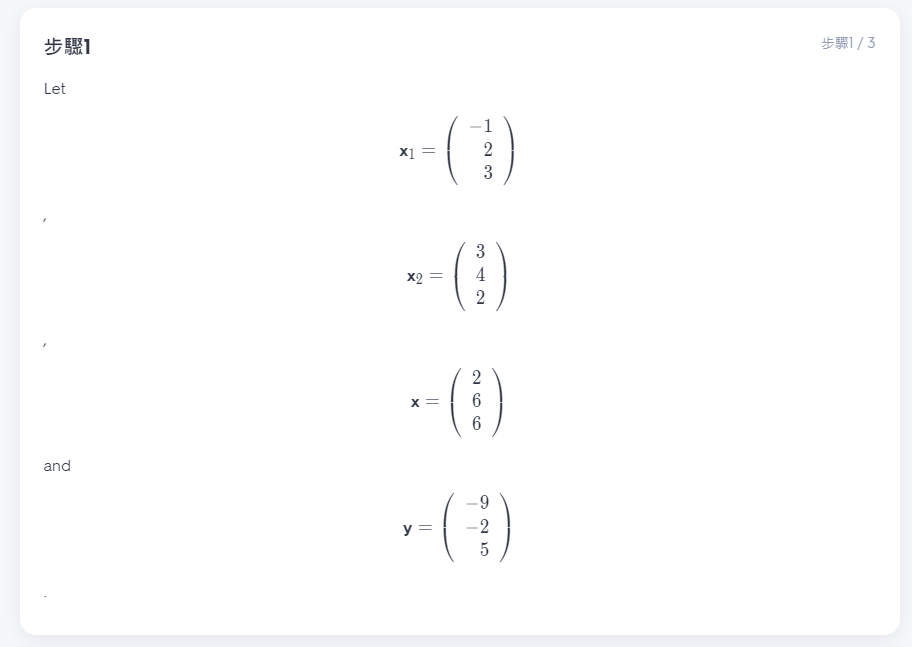 步驟1
步驟1 / 3
Let
x₁ = ( −1 2 3 )
,
x₂ = ( 3 4 2 )
,
x = ( 2 6 6 )
and
y = ( −9 −2 5 )
.